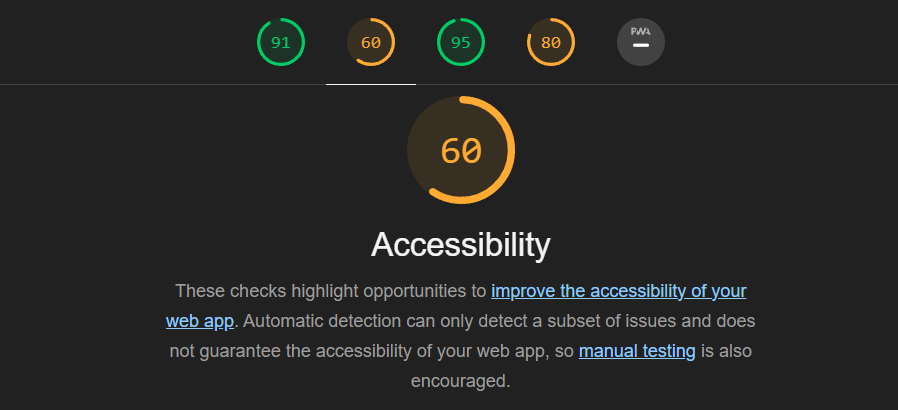 91 60 95 80 PWA
60
Accessibility
These checks highlight opportunities to improve the accessibility of your
web app. Automatic detection can only detect a subset of issues and does
not guarantee the accessibility of your web app, so manual testing is also
encouraged.